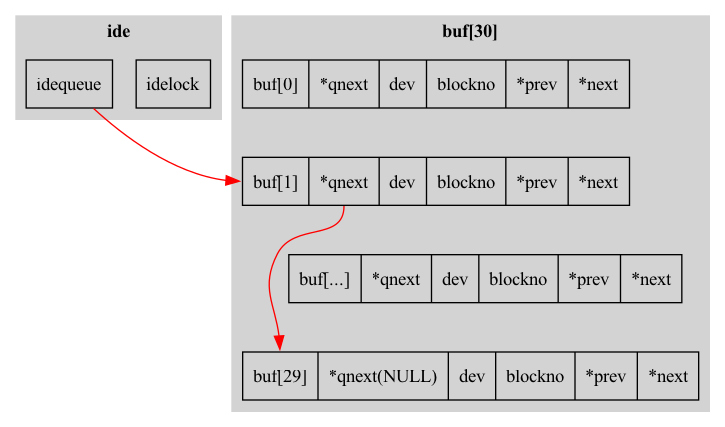 ide
idequeue idelock
buf[30]
buf[0] *qnext dev blockno *prev *next
buf[1] *qnext dev blockno *prev *next
buf[...] *qnext dev blockno *prev *next
buf[29] *qnext(NULL) dev blockno *prev *next